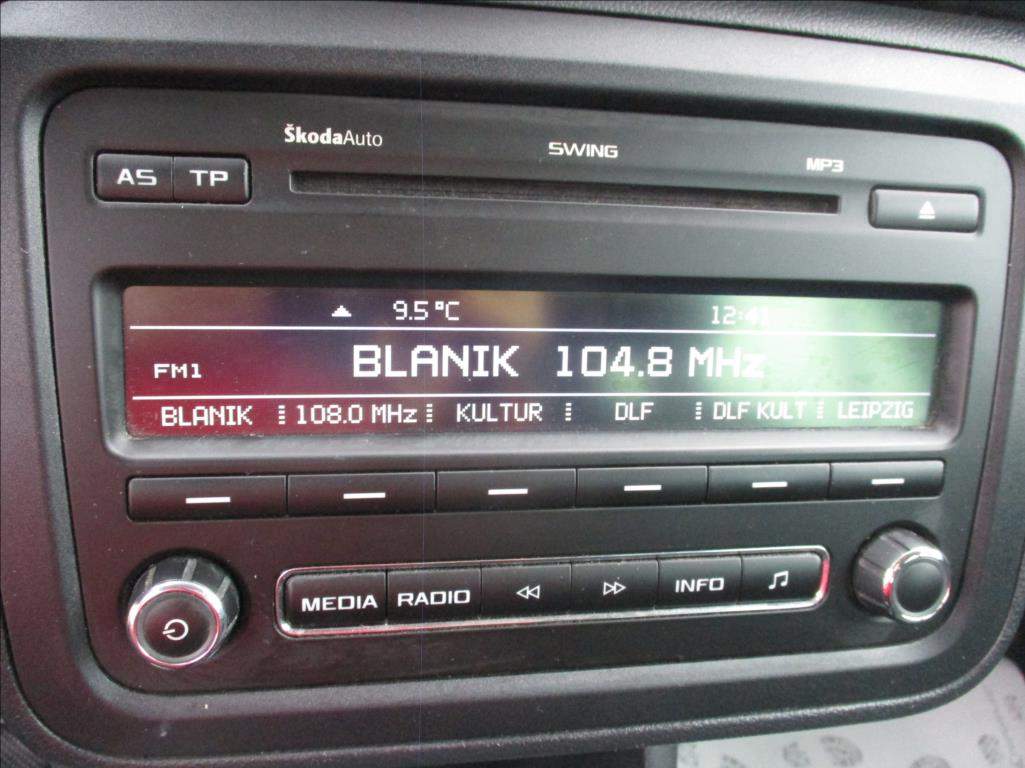 ŠkodaAuto
SWING
MP3
AS TP
9.5 °C 12:41
FM1 BLANIK 104.8 MHz
BLANIK 108.0 MHz KULTUR DLF DLF KULT LEIPZIG
MEDIA RADIO INFO